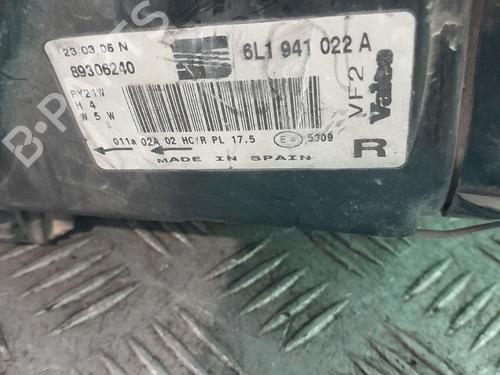 23 03 05 N
89306240
6L1 941 022 A
PY21W
H 4
W 5 W
VF2
Valeo
011a 02A 02 HC/R PL 17.5
5309
R
MADE IN SPAIN
B-PARTS